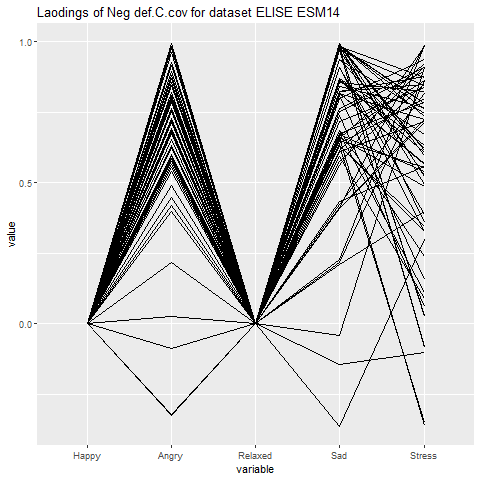 Laodings of Neg def.C.cov for dataset ELISE ESM14
1.0
0.5
0.0
value
Happy
Angry
Relaxed
Sad
Stress
variable